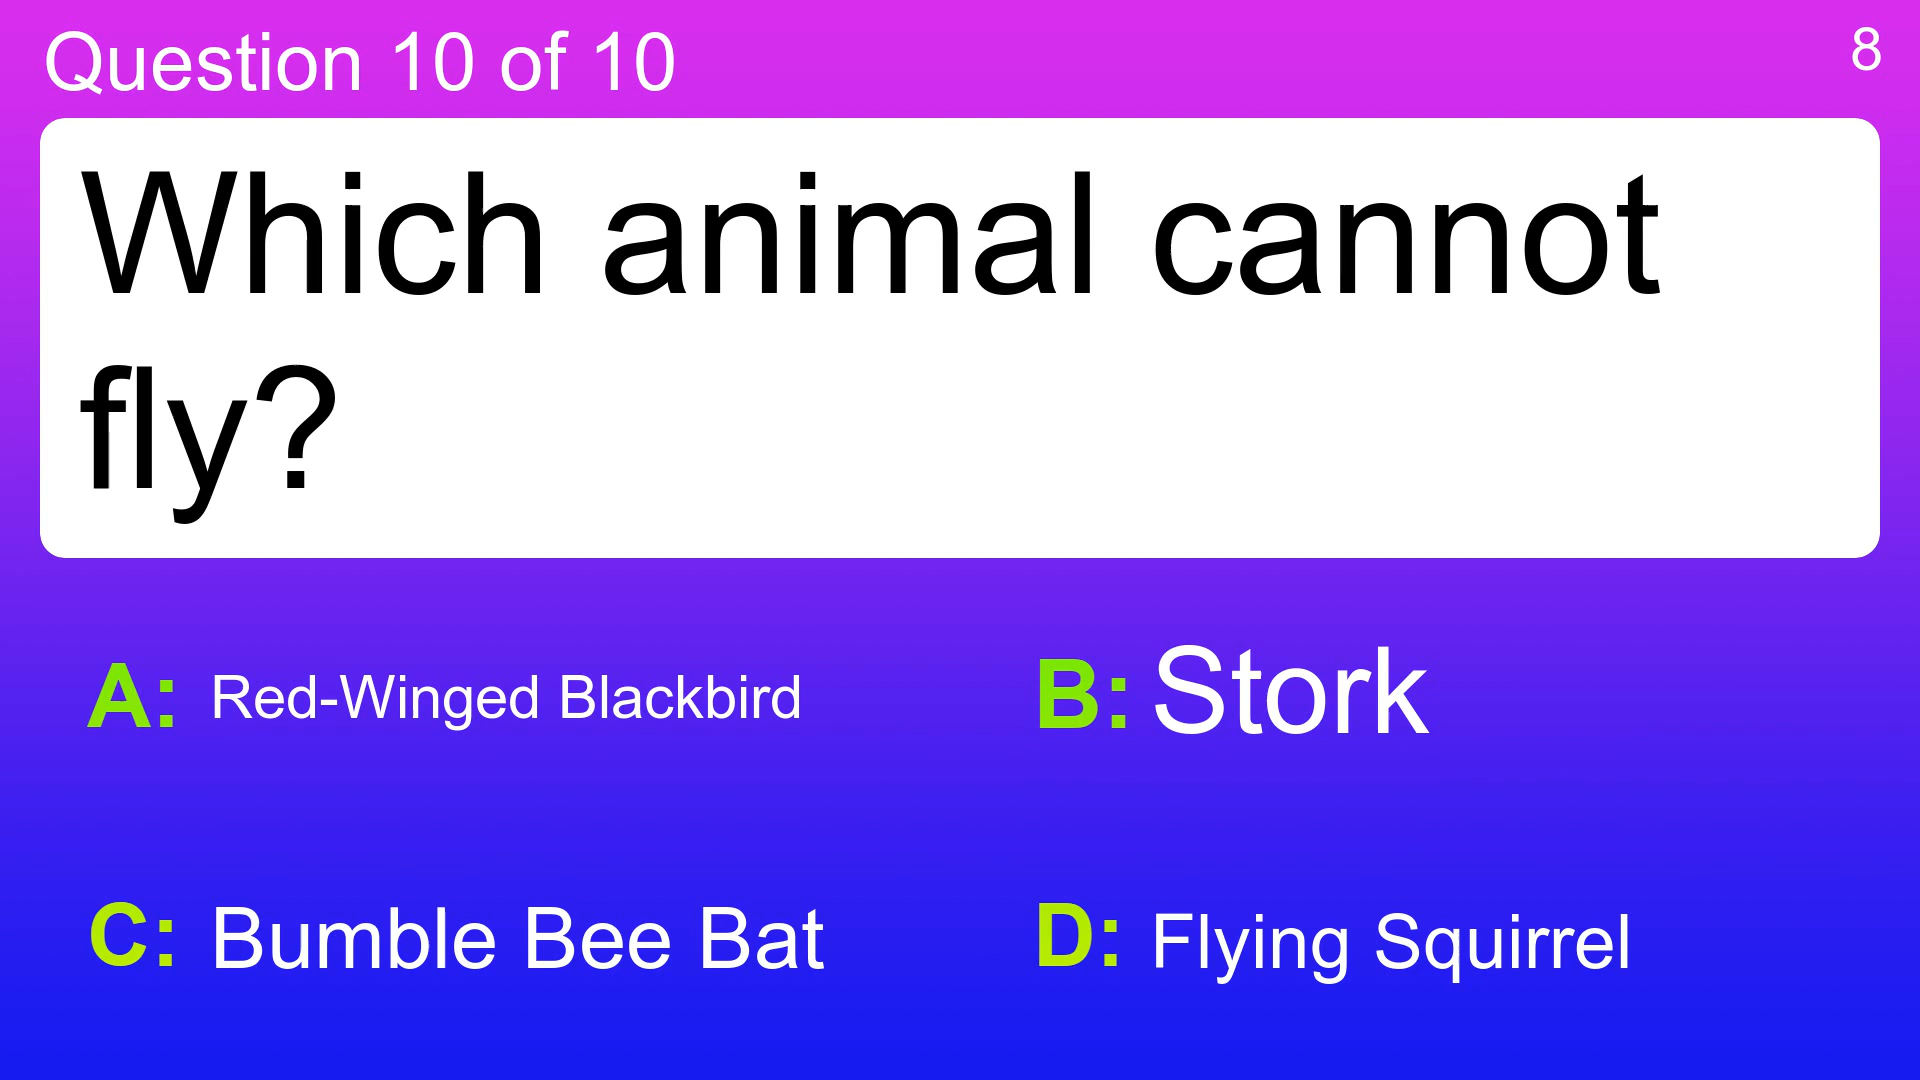 Question 10 of 10
8
Which animal cannot
fly?
A: Red-Winged Blackbird
B: Stork
C: Bumble Bee Bat
D: Flying Squirrel